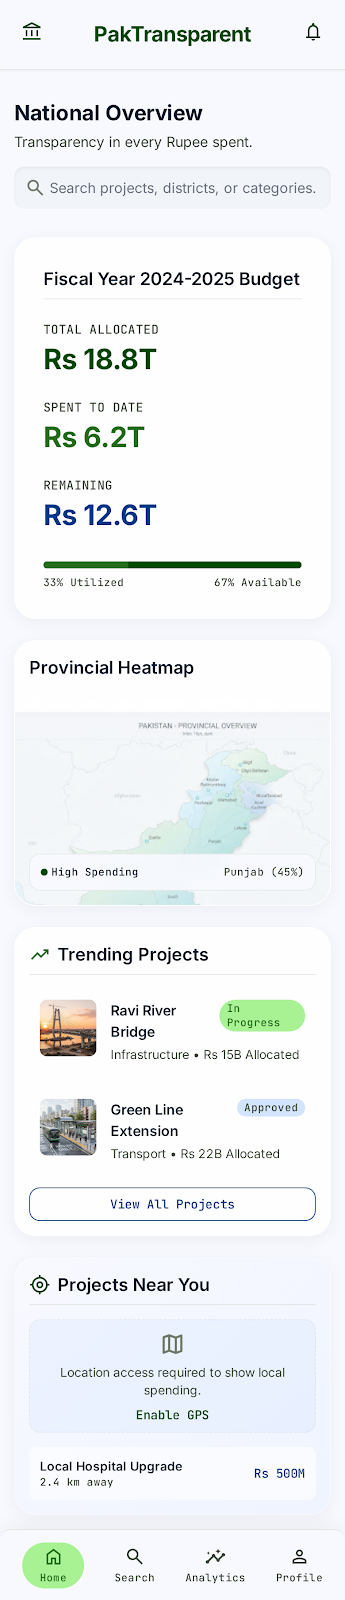 PakTransparent
National Overview
Transparency in every Rupee spent.
Search projects, districts, or categories.
Fiscal Year 2024-2025 Budget
TOTAL ALLOCATED
Rs 18.8T
SPENT TO DATE
Rs 6.2T
REMAINING
Rs 12.6T
33% Utilized
67% Available
Provincial Heatmap
PAKISTAN - PROVINCIAL OVERVIEW
High Spending
Punjab (45%)
Trending Projects
Ravi River
Bridge
In
Progress
Infrastructure • Rs 15B Allocated
Green Line
Extension
Approved
Transport • Rs 22B Allocated
View All Projects
Projects Near You
Location access required to show local
spending.
Enable GPS
Local Hospital Upgrade
2.4 km away
Rs 500M
Home
Search
Analytics
Profile